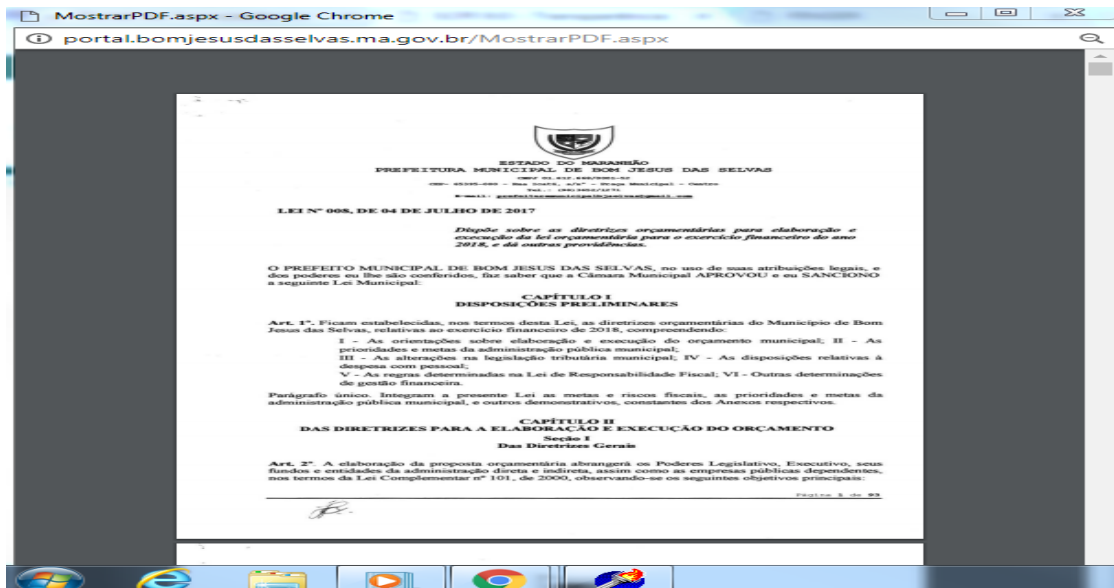 MostrarPDF.aspx - Google Chrome
portal.bomjesusdasselvas.ma.gov.br/MostrarPDF.aspx
ESTADO DO MARANHÃO
PREFEITURA MUNICIPAL DE BOM JESUS DAS SELVAS
Praça Municipal - Centro
E-mail:
LEI Nº 008, DE 04 DE JULHO DE 2017
Dispõe sobre as diretrizes orçamentárias para elaboração e
execução da lei orçamentária para o exercício financeiro do ano
2018, e dá outras providências.
O PREFEITO MUNICIPAL DE BOM JESUS DAS SELVAS, no uso de suas atribuições legais, e
dos poderes eu lhe são conferidos, faz saber que a Câmara Municipal APROVOU e eu SANCIONO
a seguinte Lei Municipal:
CAPÍTULO I
DISPOSIÇÕES PRELIMINARES
Art. 1º. Ficam estabelecidas, nos termos desta Lei, as diretrizes orçamentárias do Município de Bom
Jesus das Selvas, relativas ao exercício financeiro de 2018, compreendendo:
I - As orientações sobre elaboração e execução do orçamento municipal; II - As
prioridades e metas da administração pública municipal;
III - As alterações na legislação tributária municipal; IV - As disposições relativas à
despesa com pessoal;
V - As regras determinadas na Lei de Responsabilidade Fiscal; VI - Outras determinações
de gestão financeira.
Parágrafo único. Integram a presente Lei as metas e riscos fiscais, as prioridades e metas da
administração pública municipal, e outros demonstrativos, constantes dos Anexos respectivos.
CAPÍTULO II
DAS DIRETRIZES PARA A ELABORAÇÃO E EXECUÇÃO DO ORÇAMENTO
Seção I
Das Diretrizes Gerais
Art. 2º. A elaboração da proposta orçamentária abrangerá os Poderes Legislativo, Executivo, seus
fundos e entidades da administração direta e indireta, assim como as empresas públicas dependentes,
nos termos da Lei Complementar nº 101, de 2000, observando-se os seguintes objetivos principais:
Página 1 de 93